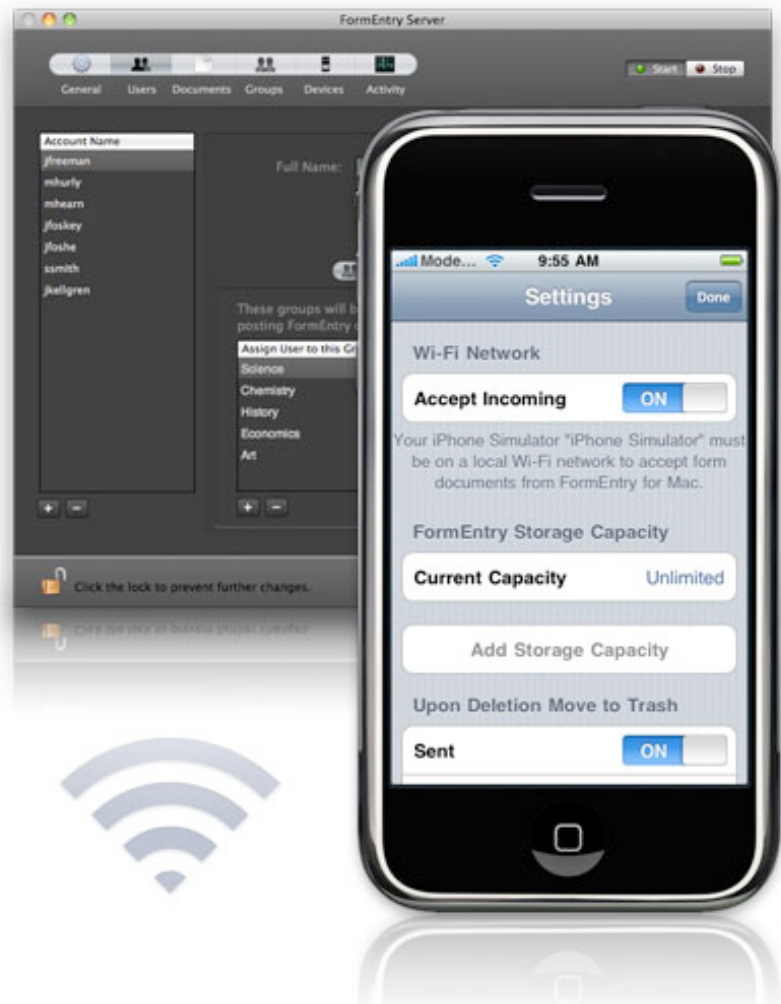 FormEntry Server
General Users Documents Groups Devices Activity
Start Stop
Account Name
jfreeman
mhurly
mhearn
jfoskey
jfoshe
ssmith
jkellgren
Full Name:
These groups will b
posting FormEntry
Assign User to this Gr
Science
Chemistry
History
Economics
Art
Click the lock to prevent further changes.
Mode... 9:55 AM
Settings
Done
Wi-Fi Network
Accept Incoming
ON
Your iPhone Simulator "iPhone Simulator" must
be on a local Wi-Fi network to accept form
documents from FormEntry for Mac.
FormEntry Storage Capacity
Current Capacity Unlimited
Add Storage Capacity
Upon Deletion Move to Trash
Sent
ON